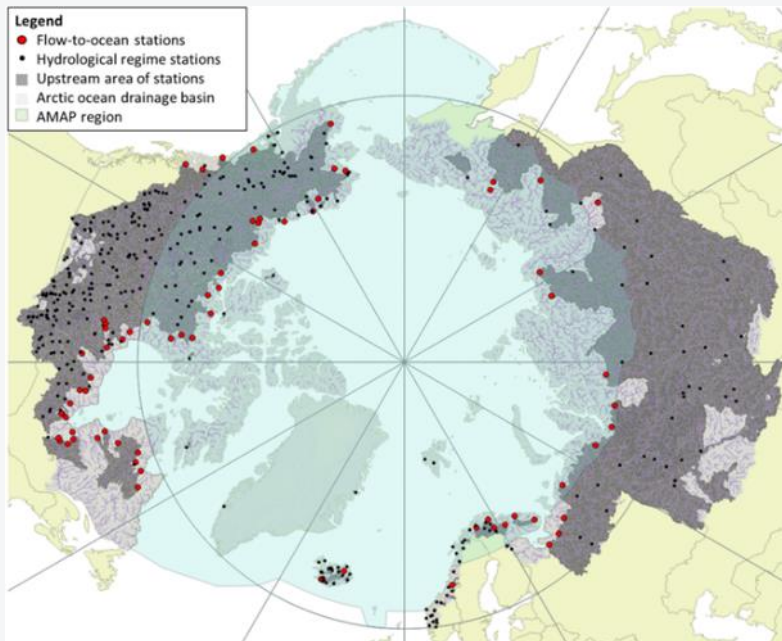 Legend
Flow-to-ocean stations
Hydrological regime stations
Upstream area of stations
Arctic ocean drainage basin
AMAP region